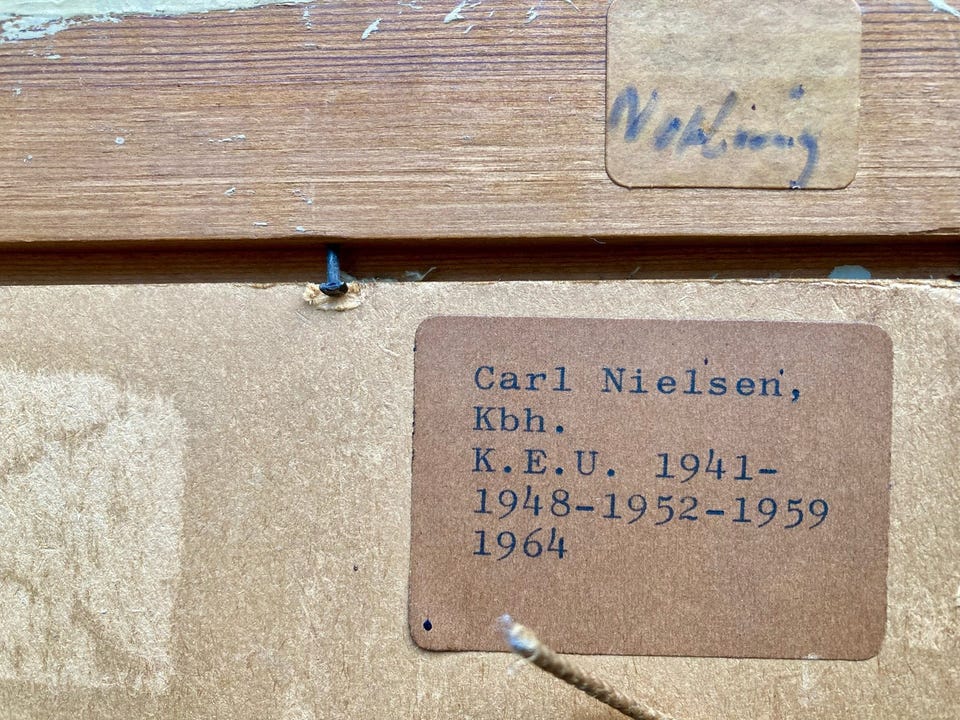 Carl Nielsen,
Kbh.
K.E.U. 1941-
1948-1952-1959
1964